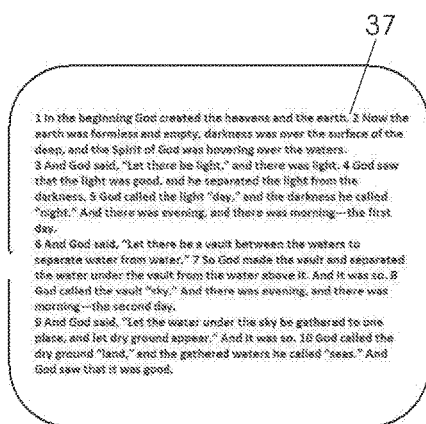 37
1 In the beginning God created the heavens and the earth. 2 Now the
earth was formless and empty, darkness was over the surface of the
deep, and the Spirit of God was hovering over the waters.
3 And God said, "Let there be light," and there was light. 4 God saw
that the light was good, and he separated the light from the
darkness. 5 God called the light "day," and the darkness he called
"night." And there was evening, and there was morning—the first
day.
6 And God said, "Let there be a vault between the waters to
separate water from water." 7 So God made the vault and separated
the water under the vault from the water above it. And it was so. 8
God called the vault "sky." And there was evening, and there was
morning—the second day.
9 And God said, "Let the water under the sky be gathered to one
place, and let dry ground appear." And it was so. 10 God called the
dry ground "land," and the gathered waters he called "seas." And
God saw that it was good.